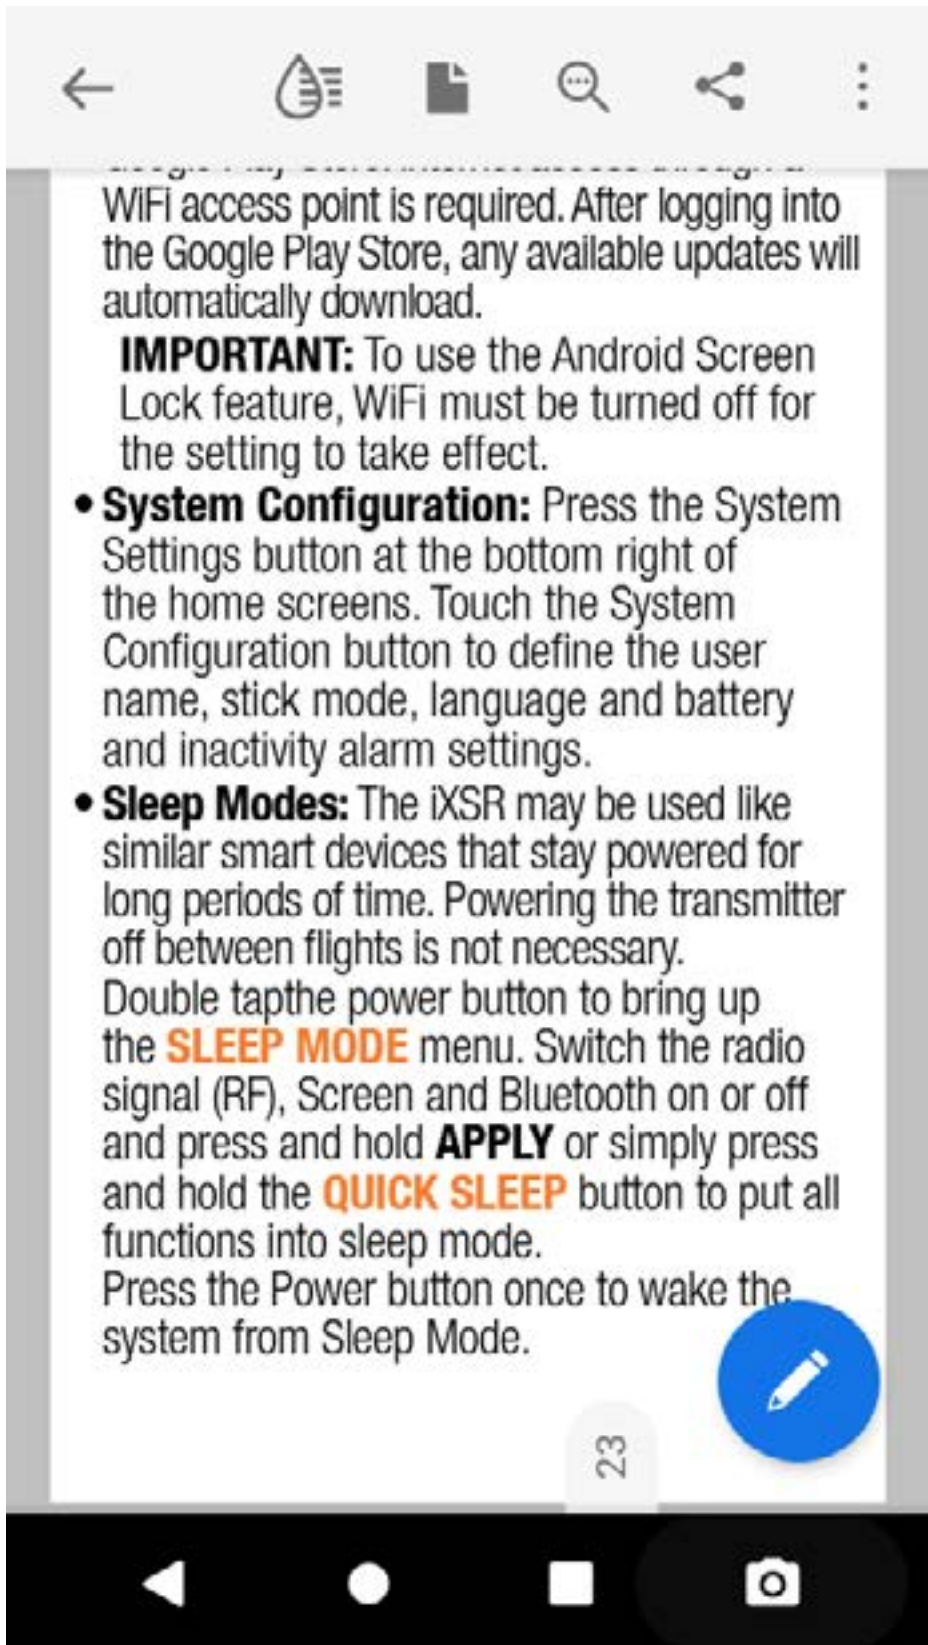 WiFi access point is required. After logging into
the Google Play Store, any available updates will
automatically download.
IMPORTANT: To use the Android Screen
Lock feature, WiFi must be turned off for
the setting to take effect.
• System Configuration: Press the System
Settings button at the bottom right of
the home screens. Touch the System
Configuration button to define the user
name, stick mode, language and battery
and inactivity alarm settings.
• Sleep Modes: The iXSR may be used like
similar smart devices that stay powered for
long periods of time. Powering the transmitter
off between flights is not necessary.
Double tapthe power button to bring up
the SLEEP MODE menu. Switch the radio
signal (RF), Screen and Bluetooth on or off
and press and hold APPLY or simply press
and hold the QUICK SLEEP button to put all
functions into sleep mode.
Press the Power button once to wake the
system from Sleep Mode.
23